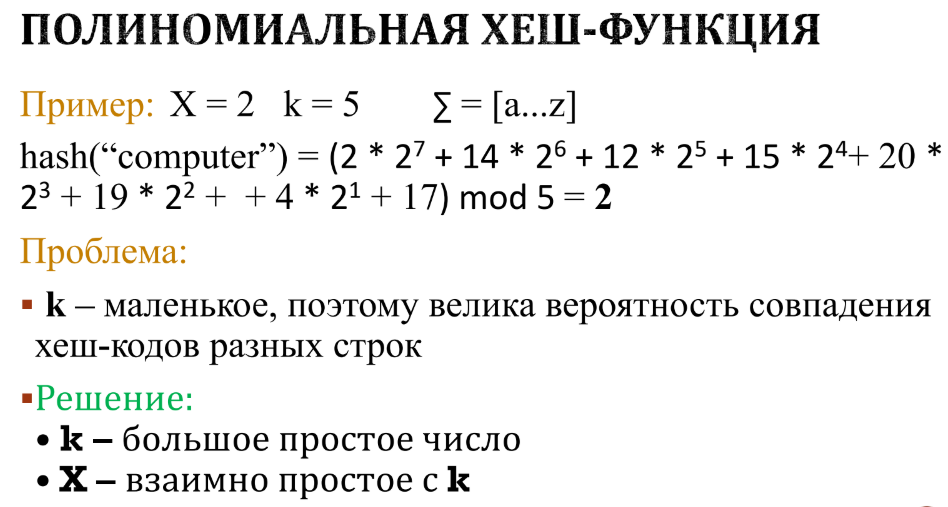 ПОЛИНОМИАЛЬНАЯ ХЕШ-ФУНКЦИЯ
Пример: X = 2 k = 5 ∑ = [a...z]
hash(“computer”) = (2 * 2⁷ + 14 * 2⁶ + 12 * 2⁵ + 15 * 2⁴+ 20 *
2³ + 19 * 2² + + 4 * 2¹ + 17) mod 5 = 2
Проблема:
▪ k – маленькое, поэтому велика вероятность совпадения
хеш-кодов разных строк
▪Решение:
• k – большое простое число
• X – взаимно простое с k